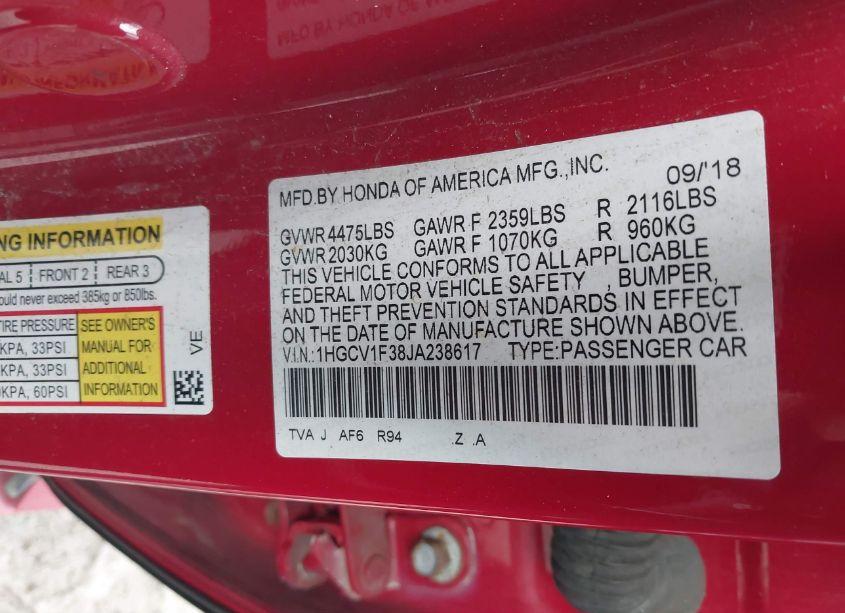 MFD.BY HONDA OF AMERICA MFG.,INC. 09/'18
GVWR 4475LBS GAWR F 2359LBS R 2116LBS
GVWR 2030KG GAWR F 1070KG R 960KG
THIS VEHICLE CONFORMS TO ALL APPLICABLE
FEDERAL MOTOR VEHICLE SAFETY , BUMPER,
AND THEFT PREVENTION STANDARDS IN EFFECT
ON THE DATE OF MANUFACTURE SHOWN ABOVE.
V.I.N.:1HGCV1F38JA238617 TYPE:PASSENGER CAR
TVA J AF6 R94 .Z .A
NG INFORMATION
AL 5 FRONT 2 REAR 3
ould never exceed 385kg or 850lbs.
TIRE PRESSURE SEE OWNER'S
KPA, 33PSI MANUAL FOR
KPA, 33PSI ADDITIONAL
KPA, 60PSI INFORMATION
VE